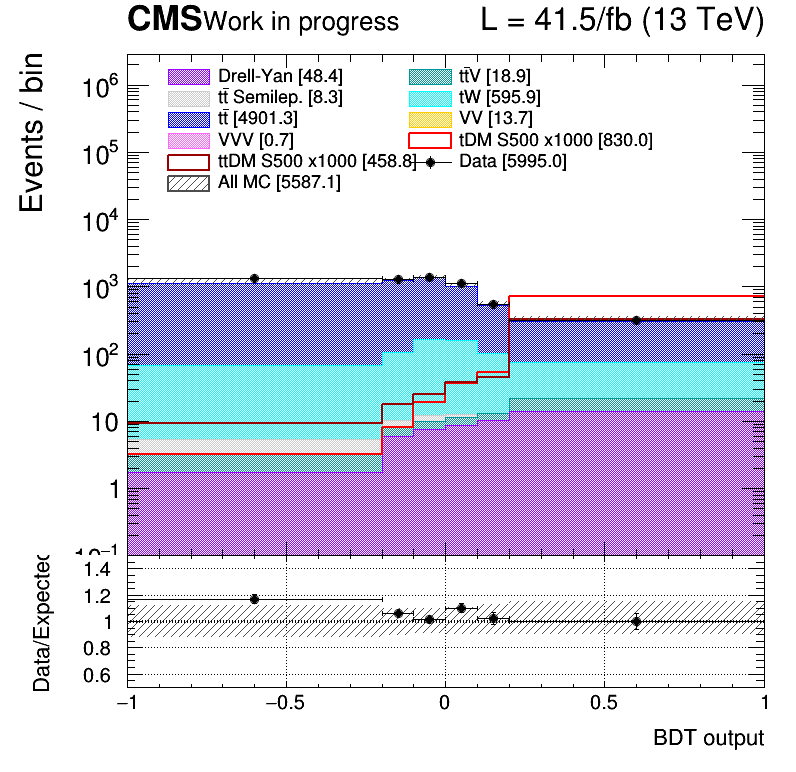 CMS Work in progress L = 41.5/fb (13 TeV)
Events / bin
Drell-Yan [48.4] tt̄V [18.9]
tt̄ Semilep. [8.3] tW [595.9]
tt̄ [4901.3] VV [13.7]
VVV [0.7] tDM S500 x1000 [830.0]
ttDM S500 x1000 [458.8] Data [5995.0]
All MC [5587.1]
10⁶
10⁵
10⁴
10³
10²
10
1
10⁻¹
Data/Expected
1.4
1.2
1
0.8
0.6
−1 −0.5 0 0.5 1
BDT output